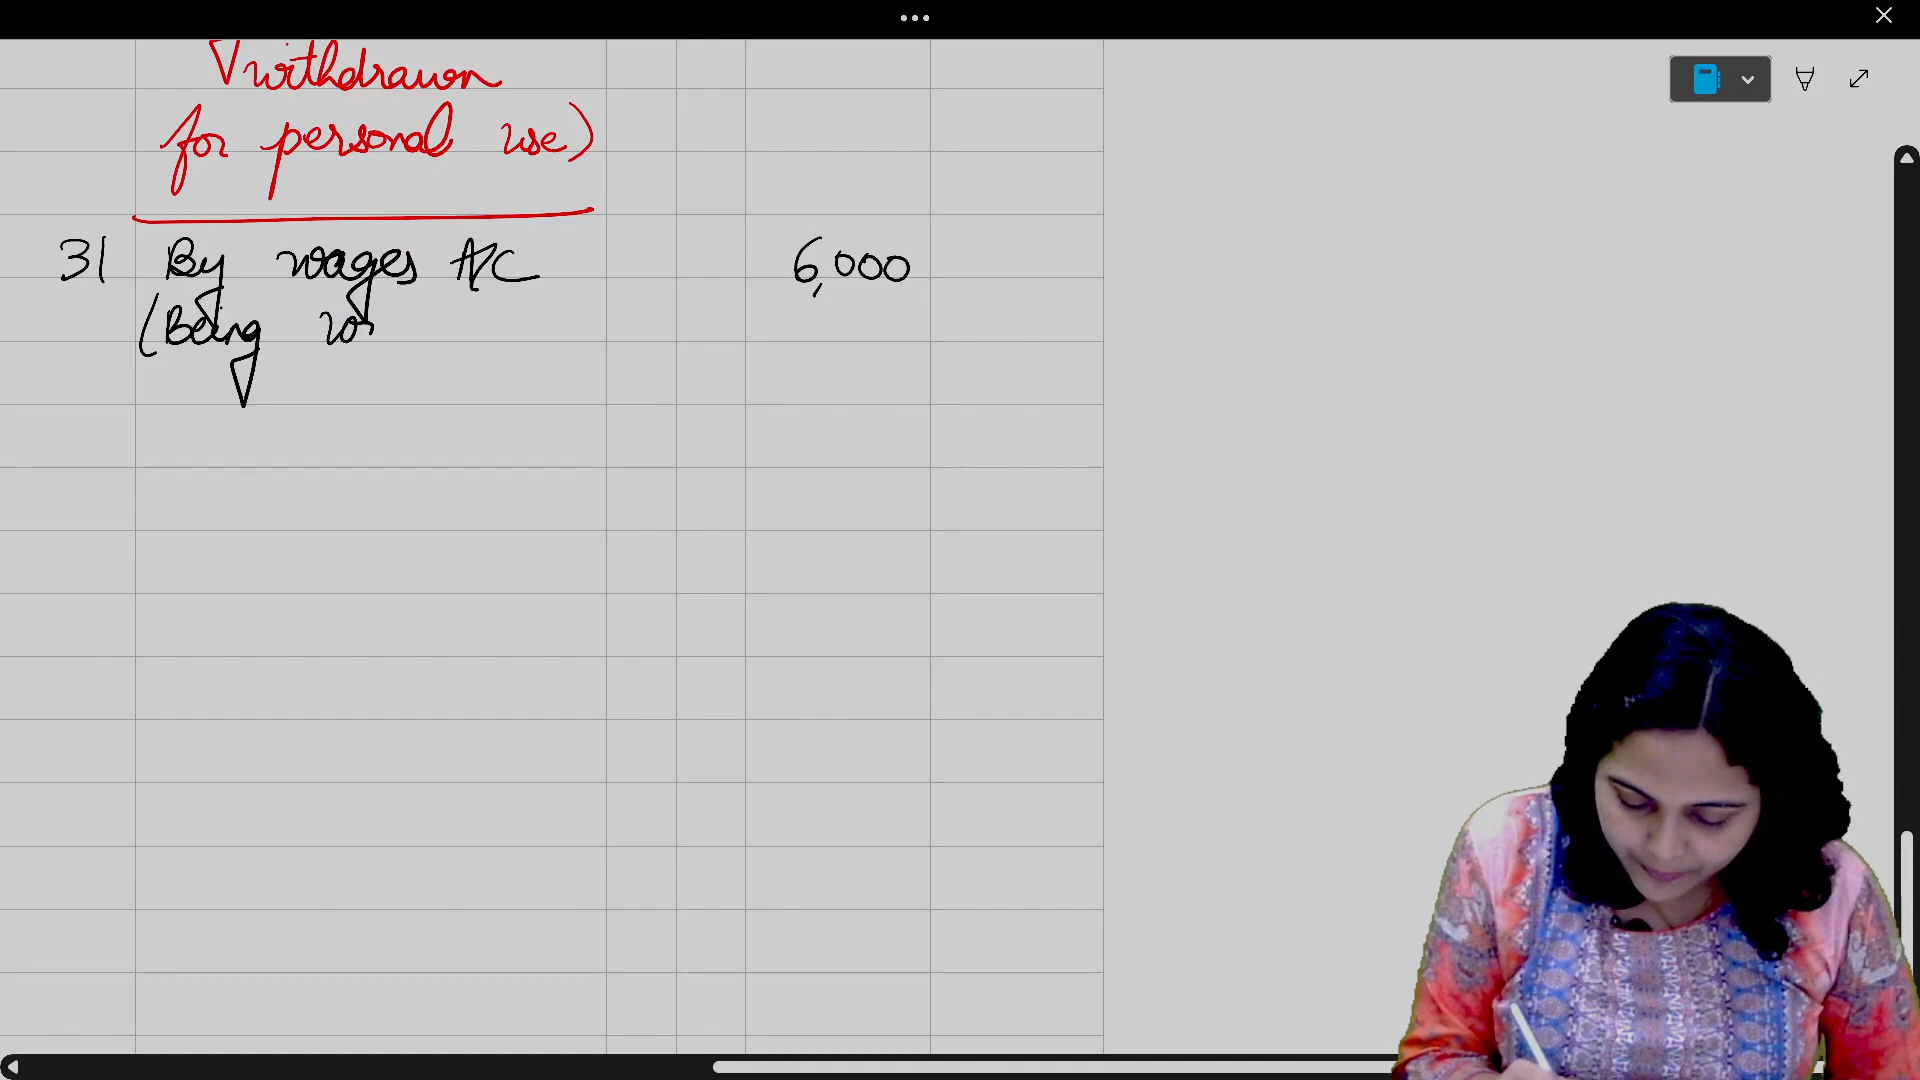 withdrawn
for personal use)
31 By wages A/C 6,000
(Being